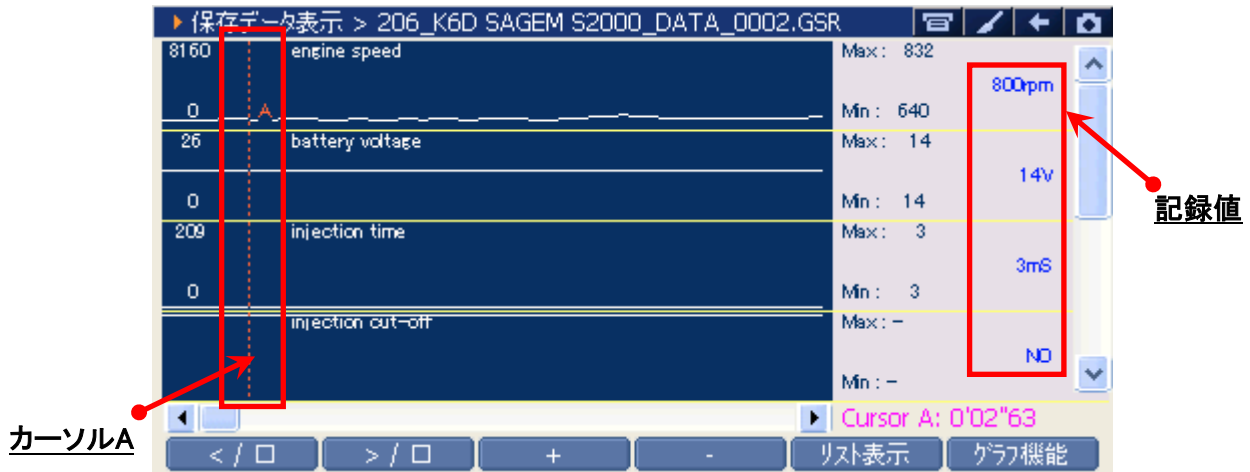 保存データ表示 > 206_K6D SAGEM S2000_DATA_0002.GSR
8160 engine speed Max: 832
800rpm
0 A Min: 640
26 battery voltage Max: 14
14V
0 Min: 14
209 injection time Max: 3
3mS
0 Min: 3
injection cut-off Max:-
NO
Min:-
Cursor A: 0'02"63
< / 口 > / 口 + - リスト表示 グラフ機能
記録値
カーソルA